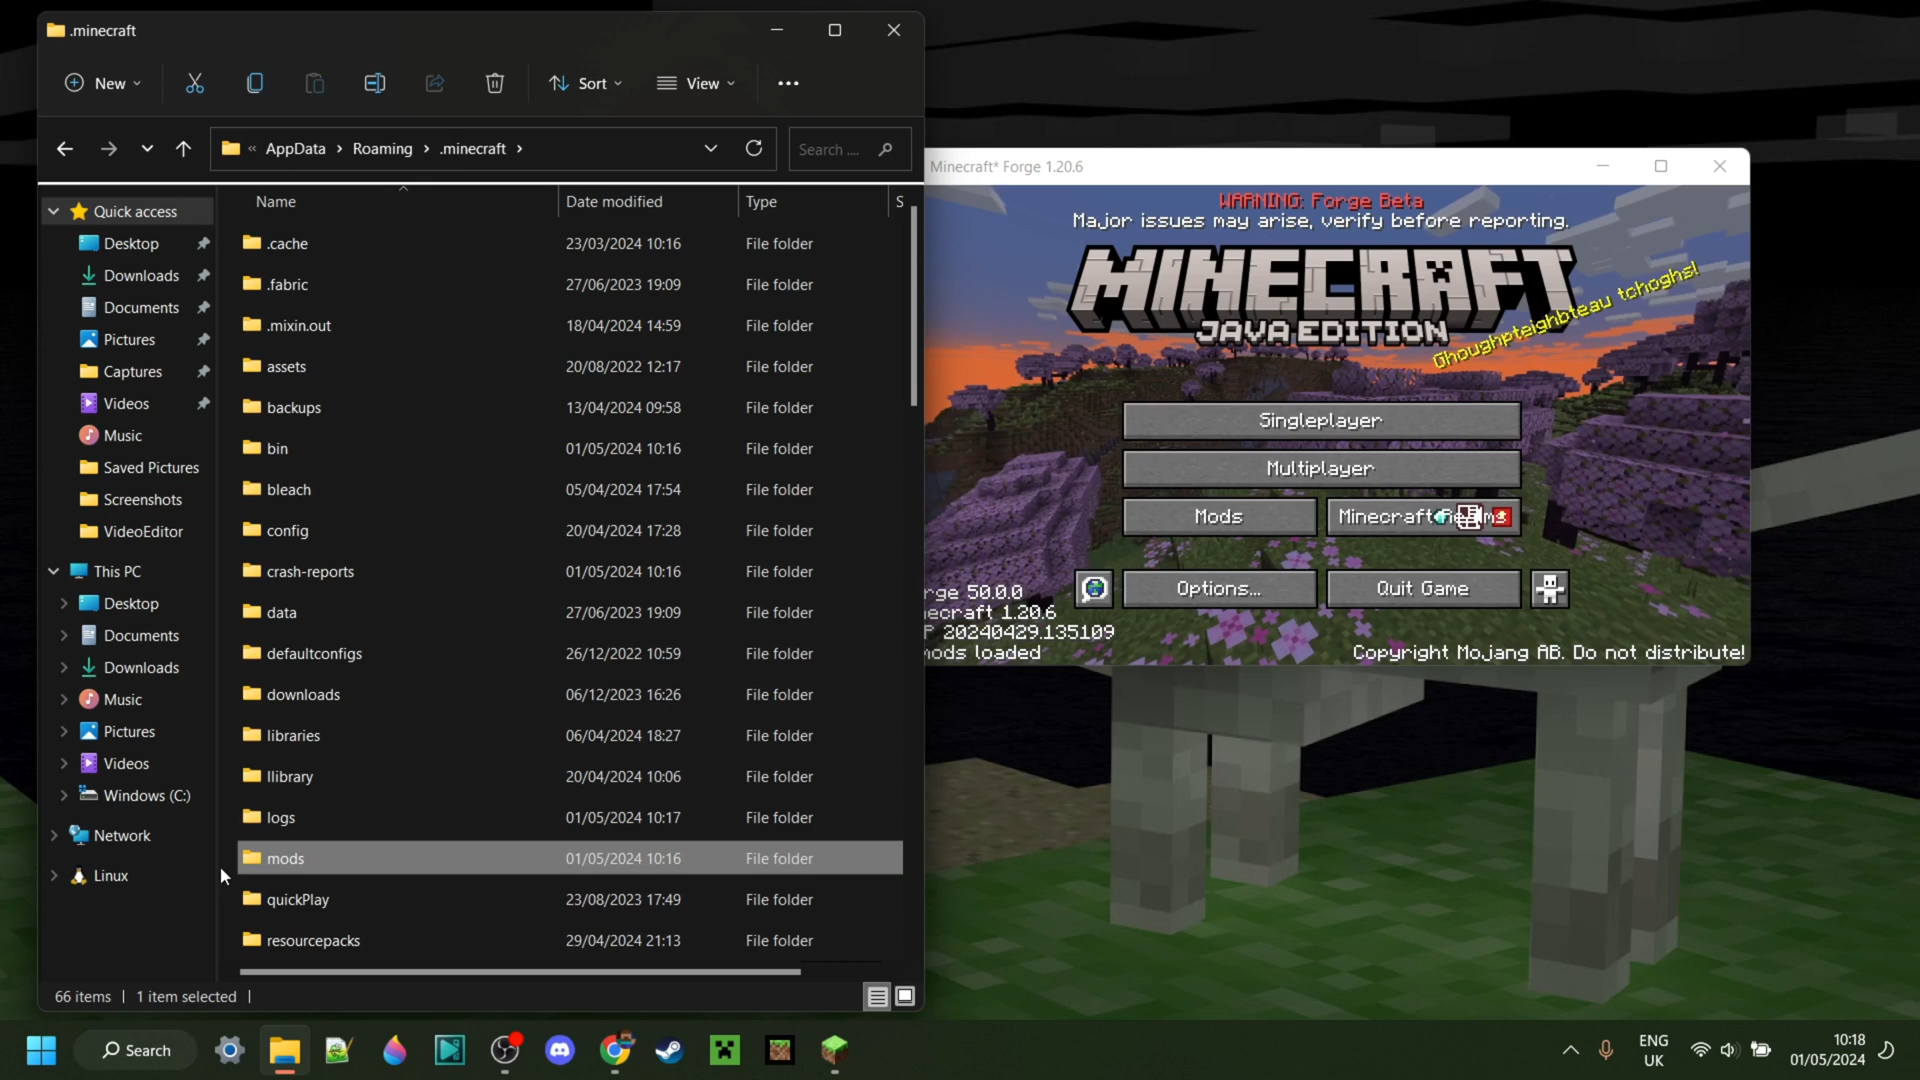 .minecraft
New
Sort
View
AppData
Roaming
.minecraft
Search ....
Name
Date modified
Type
S
Quick access
Desktop
Downloads
Documents
Pictures
Captures
Videos
Music
Saved Pictures
Screenshots
VideoEditor
This PC
Desktop
Documents
Downloads
Music
Pictures
Videos
Windows (C:)
Network
Linux
.cache 23/03/2024 10:16 File folder
.fabric 27/06/2023 19:09 File folder
.mixin.out 18/04/2024 14:59 File folder
assets 20/08/2022 12:17 File folder
backups 13/04/2024 09:58 File folder
bin 01/05/2024 10:16 File folder
bleach 05/04/2024 17:54 File folder
config 20/04/2024 17:28 File folder
crash-reports 01/05/2024 10:16 File folder
data 27/06/2023 19:09 File folder
defaultconfigs 26/12/2022 10:59 File folder
downloads 06/12/2023 16:26 File folder
libraries 06/04/2024 18:27 File folder
llibrary 20/04/2024 10:06 File folder
logs 01/05/2024 10:17 File folder
mods 01/05/2024 10:16 File folder
quickPlay 23/08/2023 17:49 File folder
resourcepacks 29/04/2024 21:13 File folder
66 items
1 item selected
Minecraft* Forge 1.20.6
WARNING: Forge Beta
Major issues may arise, verify before reporting.
MINECRAFT
JAVA EDITION
Ghoughpteighbteau tchoghs!
Singleplayer
Multiplayer
Mods
Minecraft
Options...
Quit Game
rge 50.0.0
ecraft 1.20.6
P 20240429.135109
mods loaded
Copyright Mojang AB. Do not distribute!
Search
ENG
UK
10:18
01/05/2024